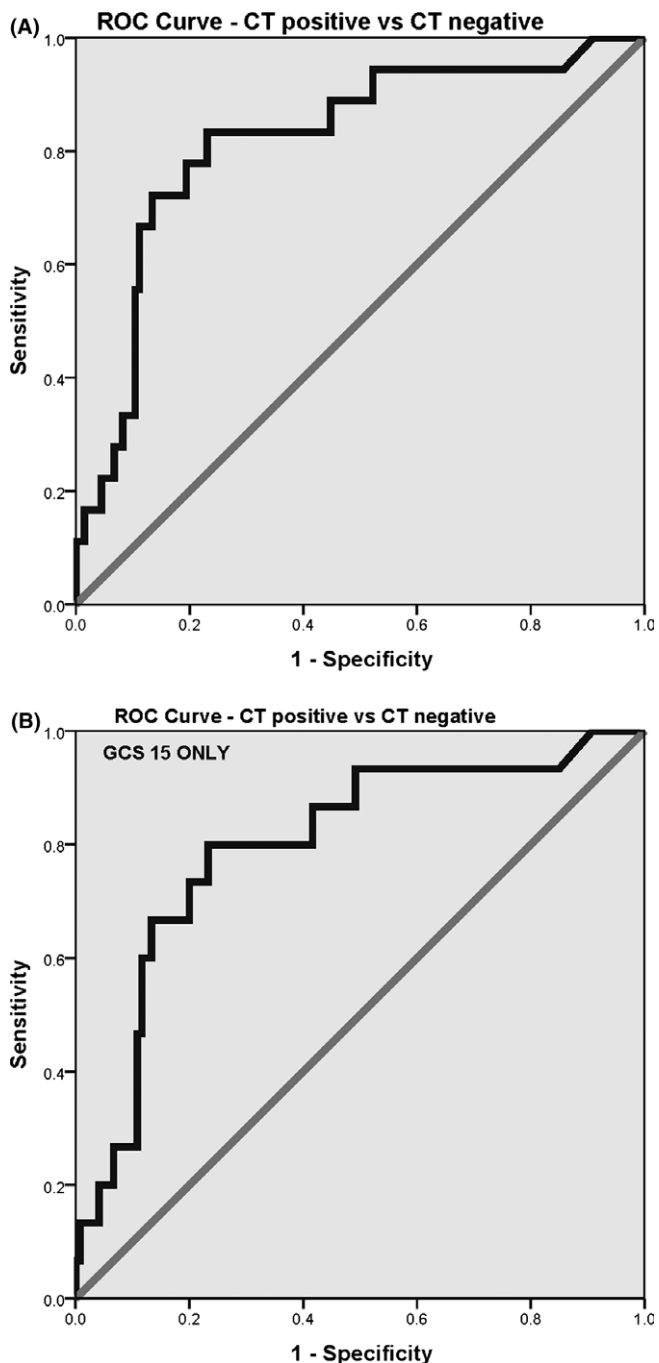 (A) ROC Curve - CT positive vs CT negative
1.0
0.8
0.6
Sensitivity
0.4
0.2
0.0
0.0 0.2 0.4 0.6 0.8 1.0
1 - Specificity
(B) ROC Curve - CT positive vs CT negative
1.0
GCS 15 ONLY
0.8
0.6
Sensitivity
0.4
0.2
0.0
0.0 0.2 0.4 0.6 0.8 1.0
1 - Specificity